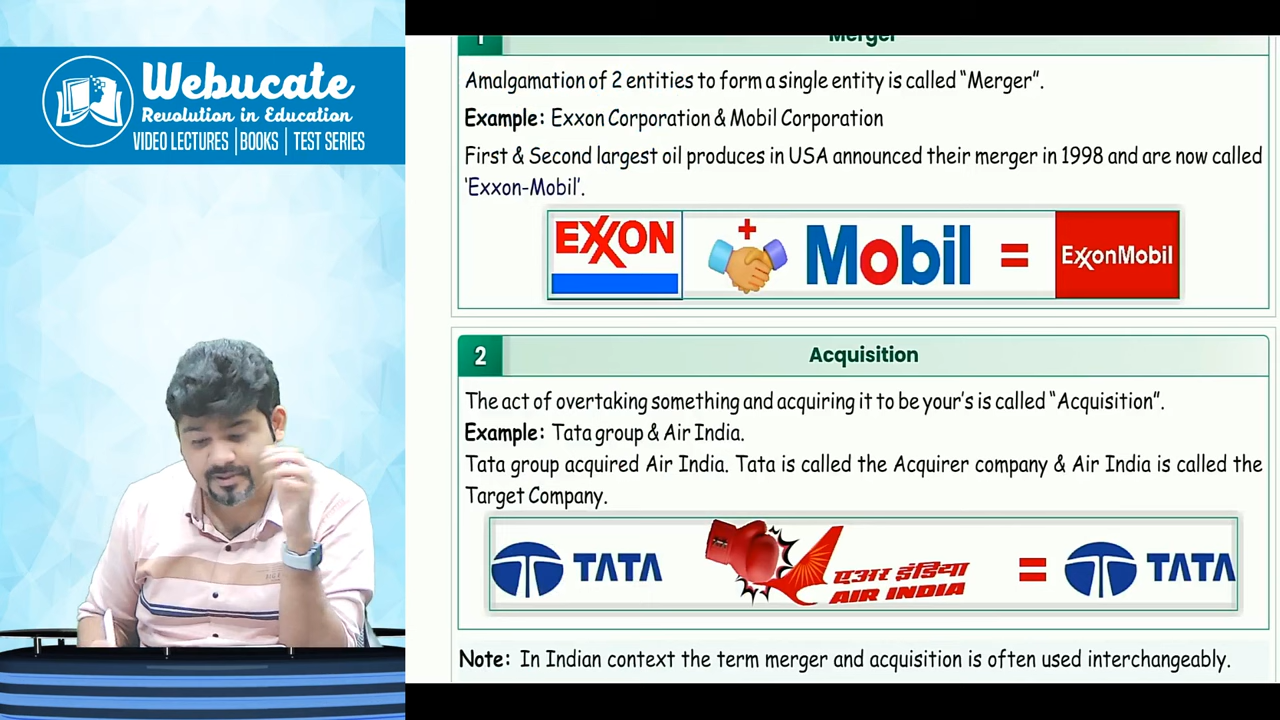 Webucate
Revolution in Education
VIDEO LECTURES | BOOKS | TEST SERIES
1
Merger
Amalgamation of 2 entities to form a single entity is called “Merger”.
Example: Exxon Corporation & Mobil Corporation
First & Second largest oil produces in USA announced their merger in 1998 and are now called
‘Exxon-Mobil’.
EXXON + Mobil = ExxonMobil
2
Acquisition
The act of overtaking something and acquiring it to be your’s is called “Acquisition”.
Example: Tata group & Air India.
Tata group acquired Air India. Tata is called the Acquirer company & Air India is called the
Target Company.
TATA
एअर इंडिया
AIR INDIA
=
TATA
Note: In Indian context the term merger and acquisition is often used interchangeably.